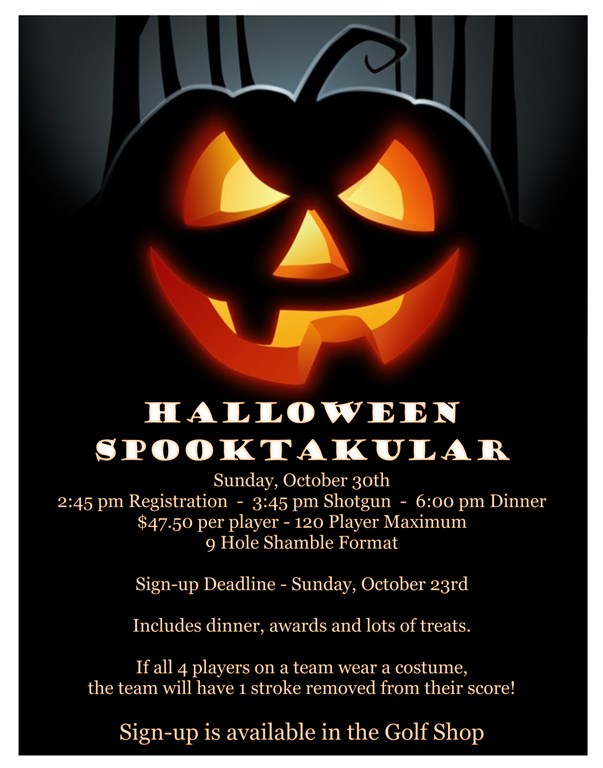 HALLOWEEN
SPOOKTAKULAR
Sunday, October 30th
2:45 pm Registration - 3:45 pm Shotgun - 6:00 pm Dinner
$47.50 per player - 120 Player Maximum
9 Hole Shamble Format
Sign-up Deadline - Sunday, October 23rd
Includes dinner, awards and lots of treats.
If all 4 players on a team wear a costume,
the team will have 1 stroke removed from their score!
Sign-up is available in the Golf Shop